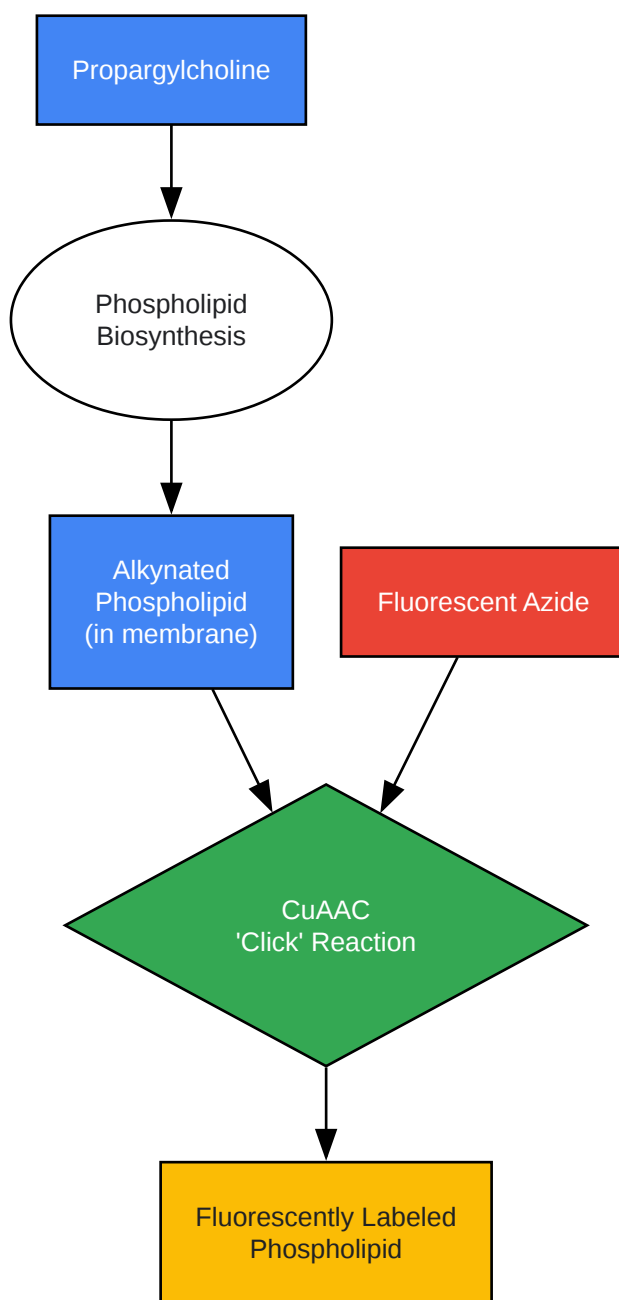 Propargylcholine
Phospholipid
Biosynthesis
Alkynated
Phospholipid
(in membrane)
Fluorescent Azide
CuAAC
'Click' Reaction
Fluorescently Labeled
Phospholipid